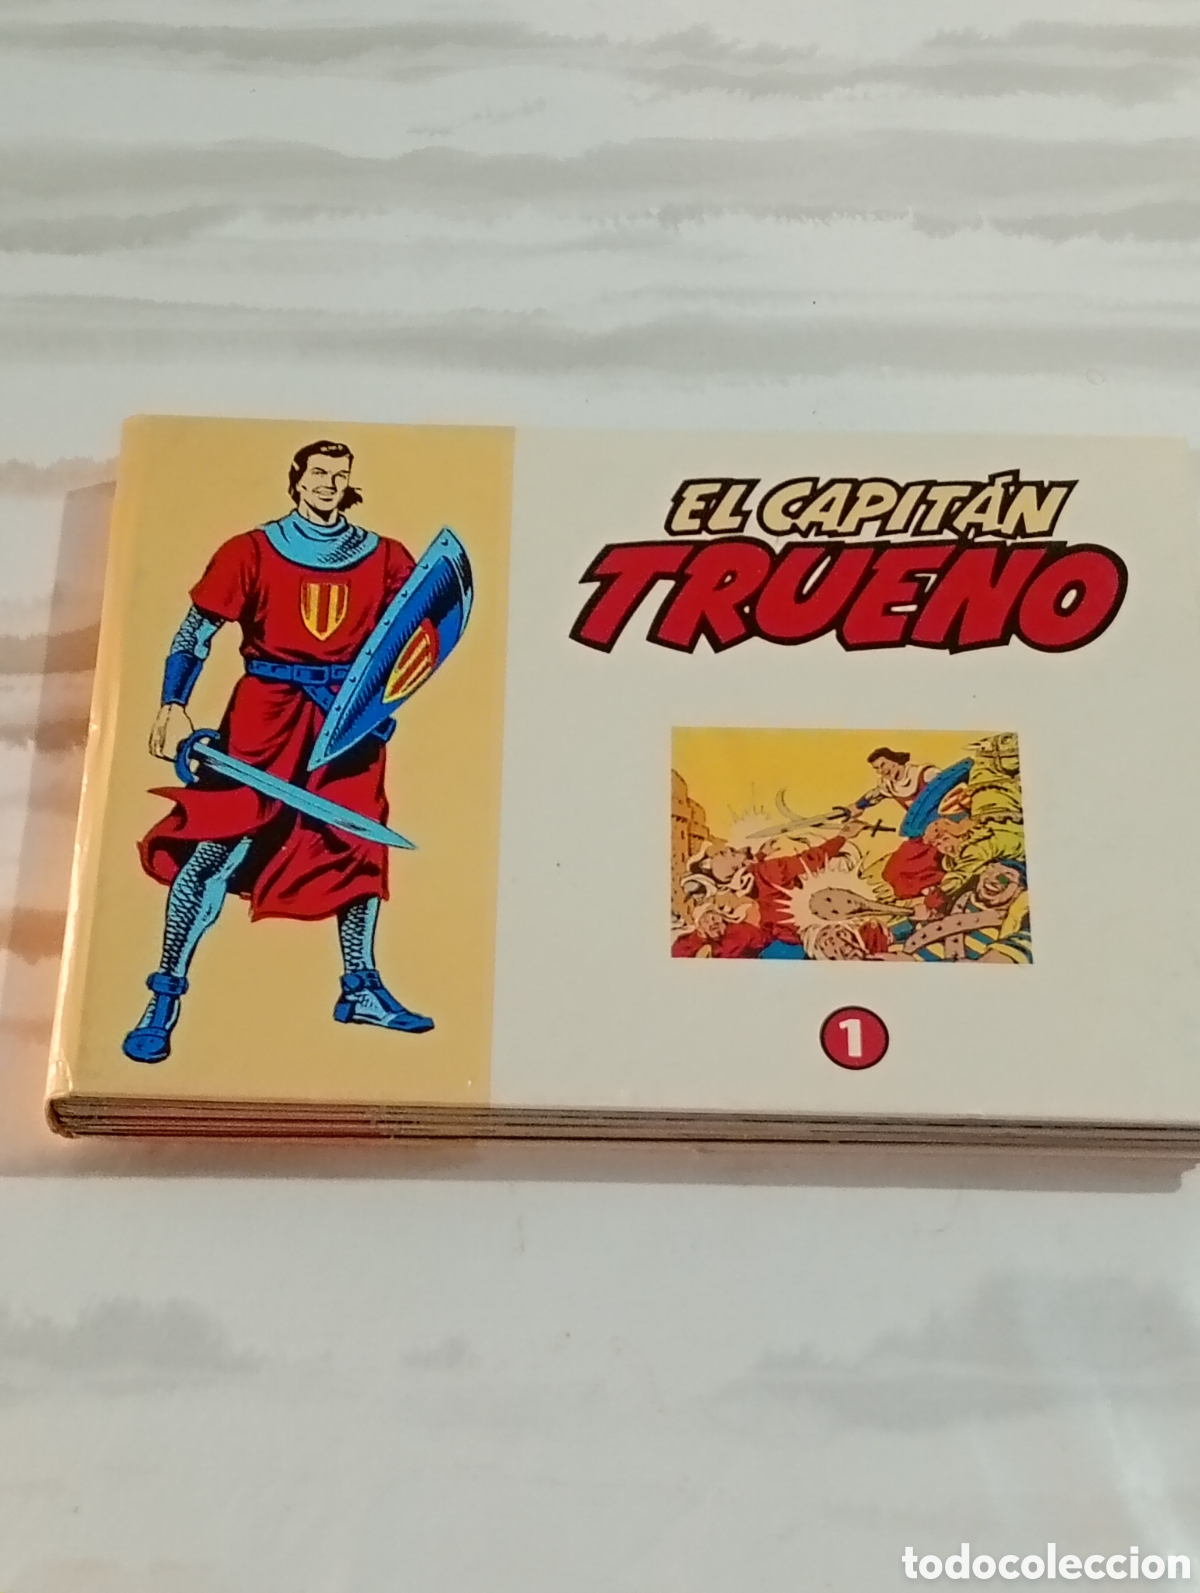 EL CAPITÁN
TRUENO
1
todocoleccion